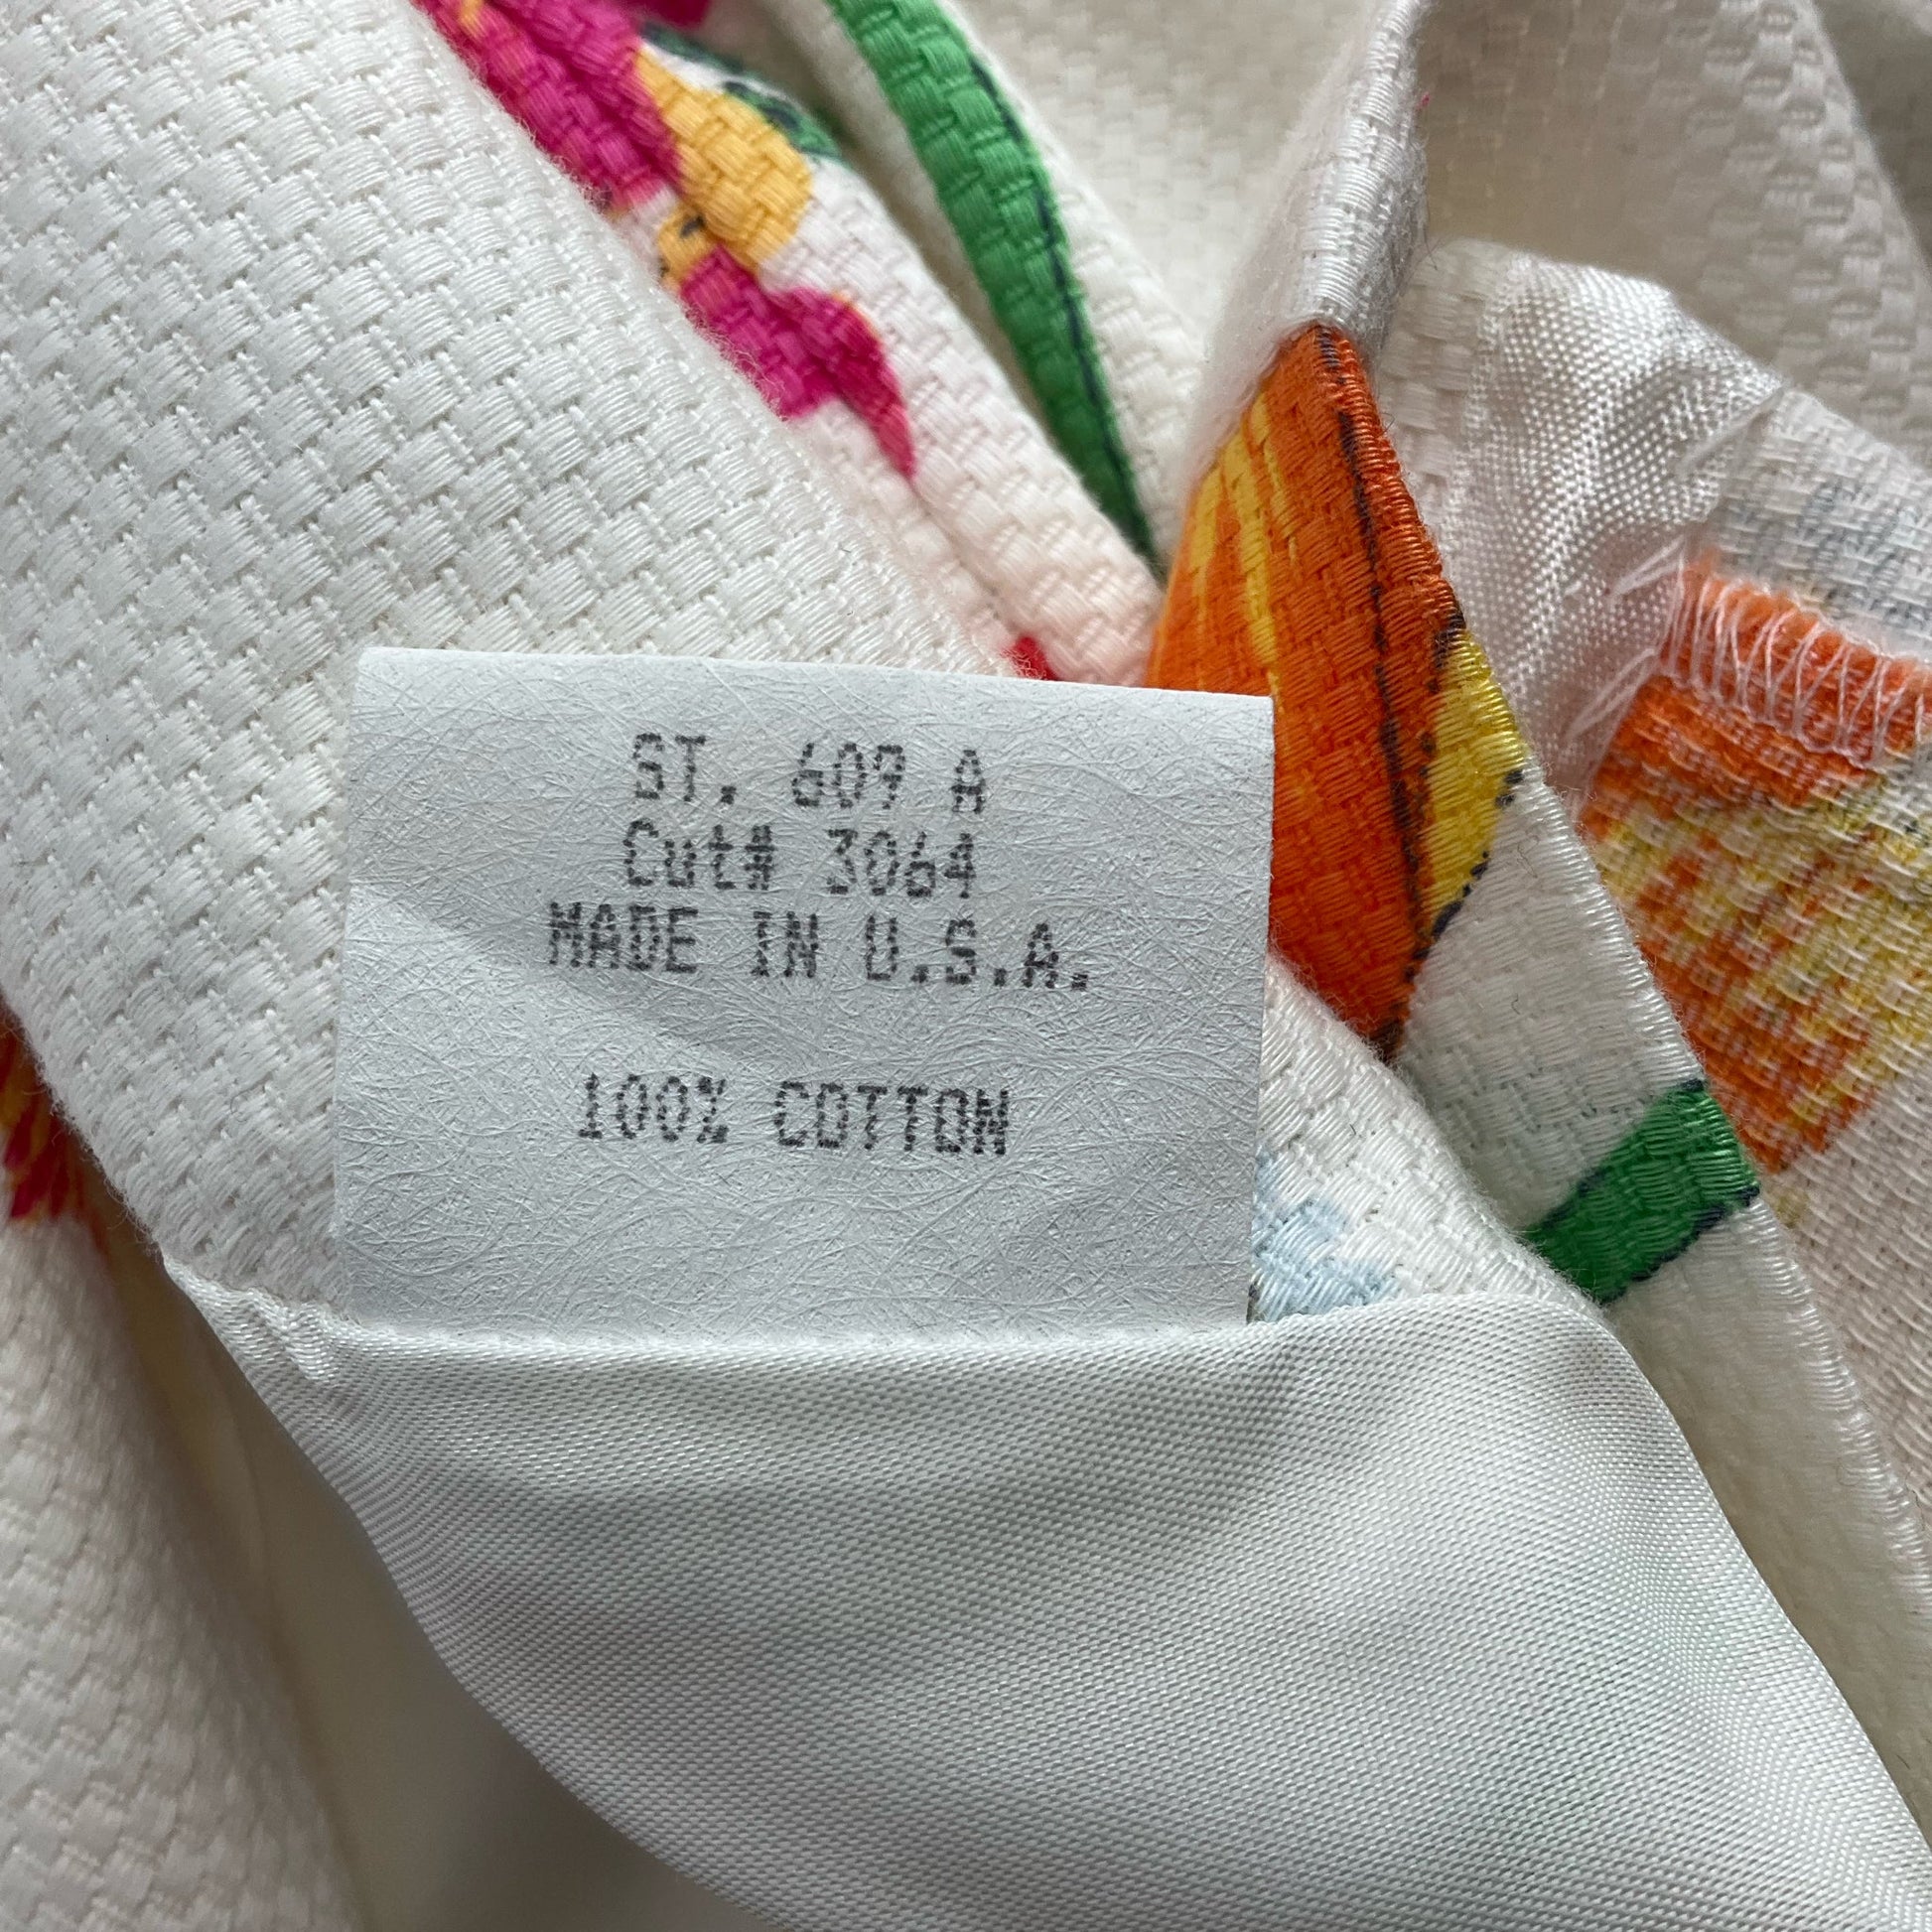 ST. 609 A
Cut# 3064
MADE IN U.S.A.
100% COTTON